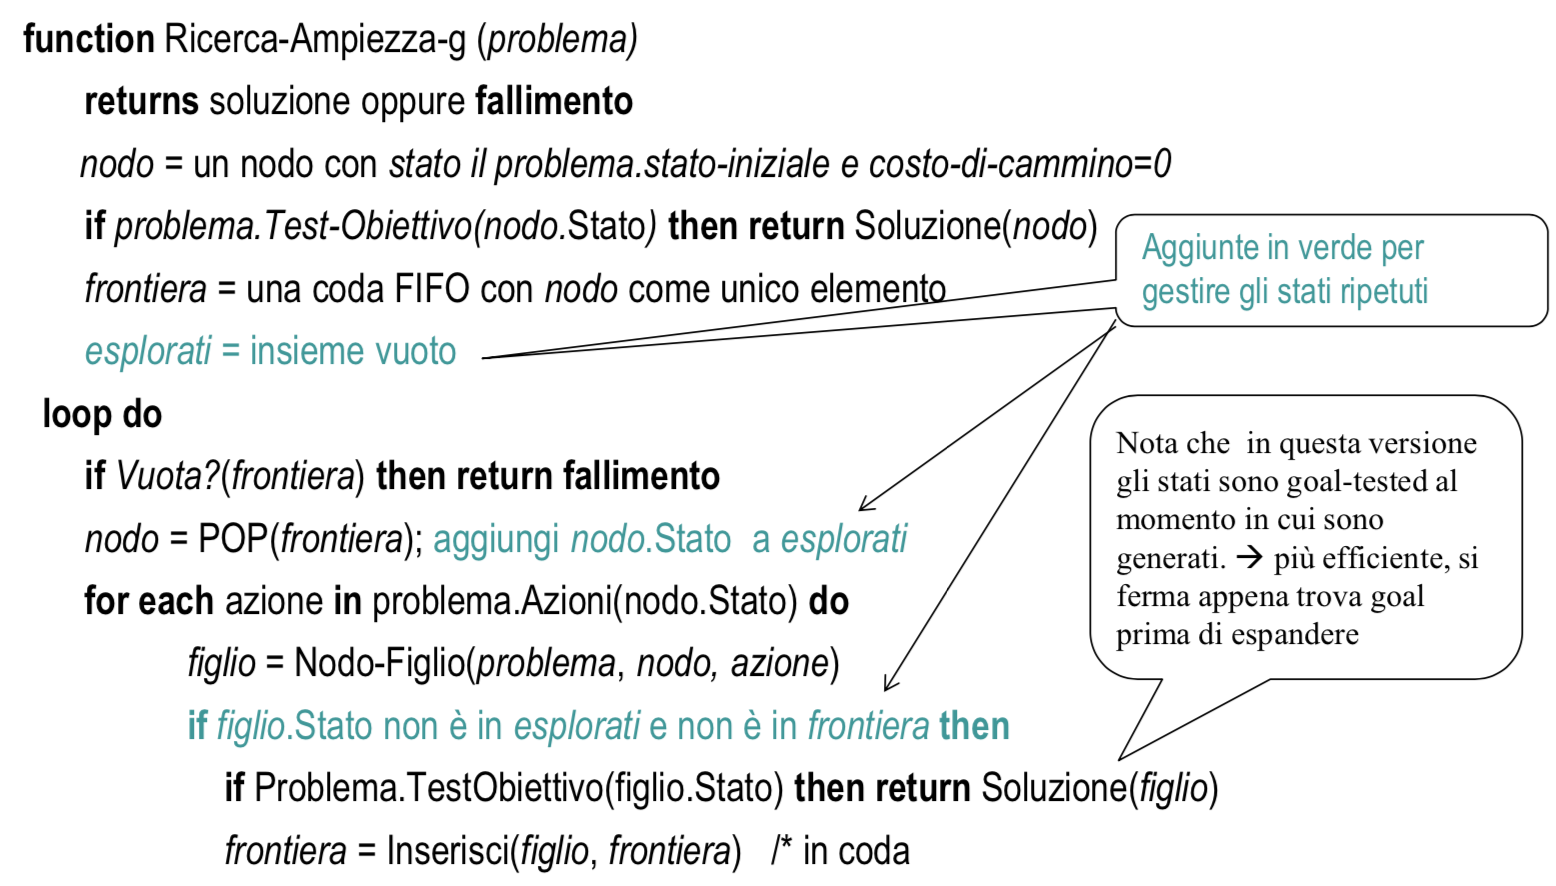 function Ricerca-Ampiezza-g (problema)
returns soluzione oppure fallimento
nodo = un nodo con stato il problema.stato-iniziale e costo-di-cammino=0
if problema.Test-Obiettivo(nodo.Stato) then return Soluzione(nodo)
frontiera = una coda FIFO con nodo come unico elemento
esplorati = insieme vuoto
loop do
if Vuota?(frontiera) then return fallimento
nodo = POP(frontiera); aggiungi nodo.Stato a esplorati
for each azione in problema.Azioni(nodo.Stato) do
figlio = Nodo-Figlio(problema, nodo, azione)
if figlio.Stato non è in esplorati e non è in frontiera then
if Problema.TestObiettivo(figlio.Stato) then return Soluzione(figlio)
frontiera = Inserisci(figlio, frontiera) /* in coda
Aggiunte in verde per
gestire gli stati ripetuti
Nota che in questa versione
gli stati sono goal-tested al
momento in cui sono
generati. → più efficiente, si
ferma appena trova goal
prima di espandere